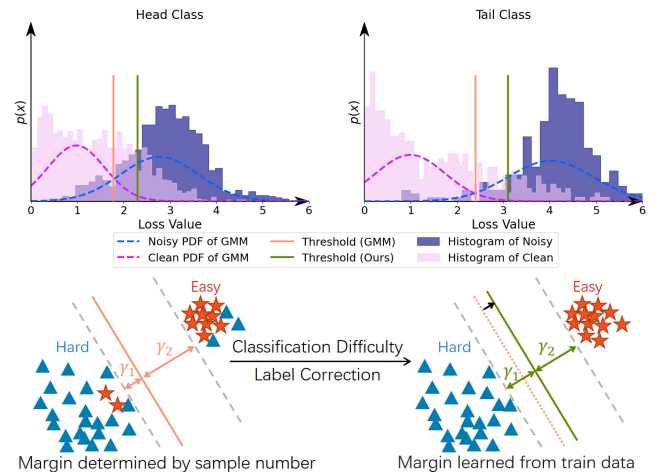 Head Class
Tail Class
p(x)
p(x)
0 1 2 3 4 5 6
0 1 2 3 4 5 6
Loss Value
Loss Value
Noisy PDF of GMM
Threshold (GMM)
Histogram of Noisy
Clean PDF of GMM
Threshold (Ours)
Histogram of Clean
Easy
Hard
γ₂
γ₁
Classification Difficulty
Label Correction
Easy
Hard
γ₂
γ₁
Margin determined by sample number
Margin learned from train data